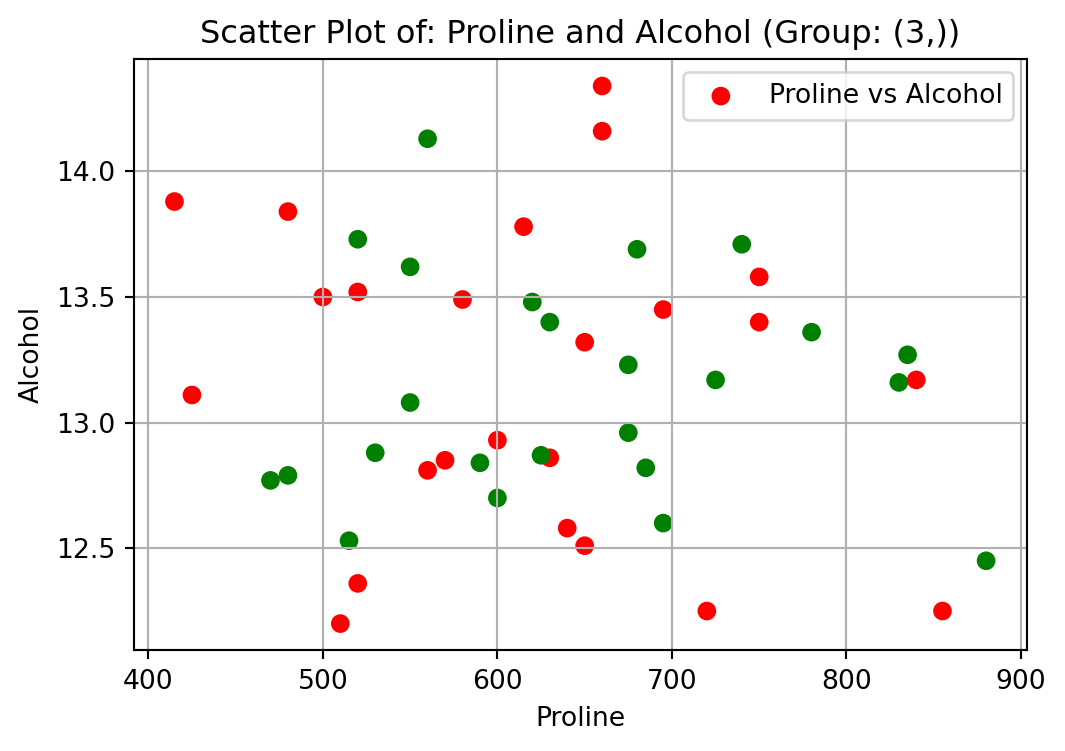 Scatter Plot of: Proline and Alcohol (Group: (3,))
Proline vs Alcohol
14.0
13.5
13.0
12.5
Alcohol
400 500 600 700 800 900
Proline